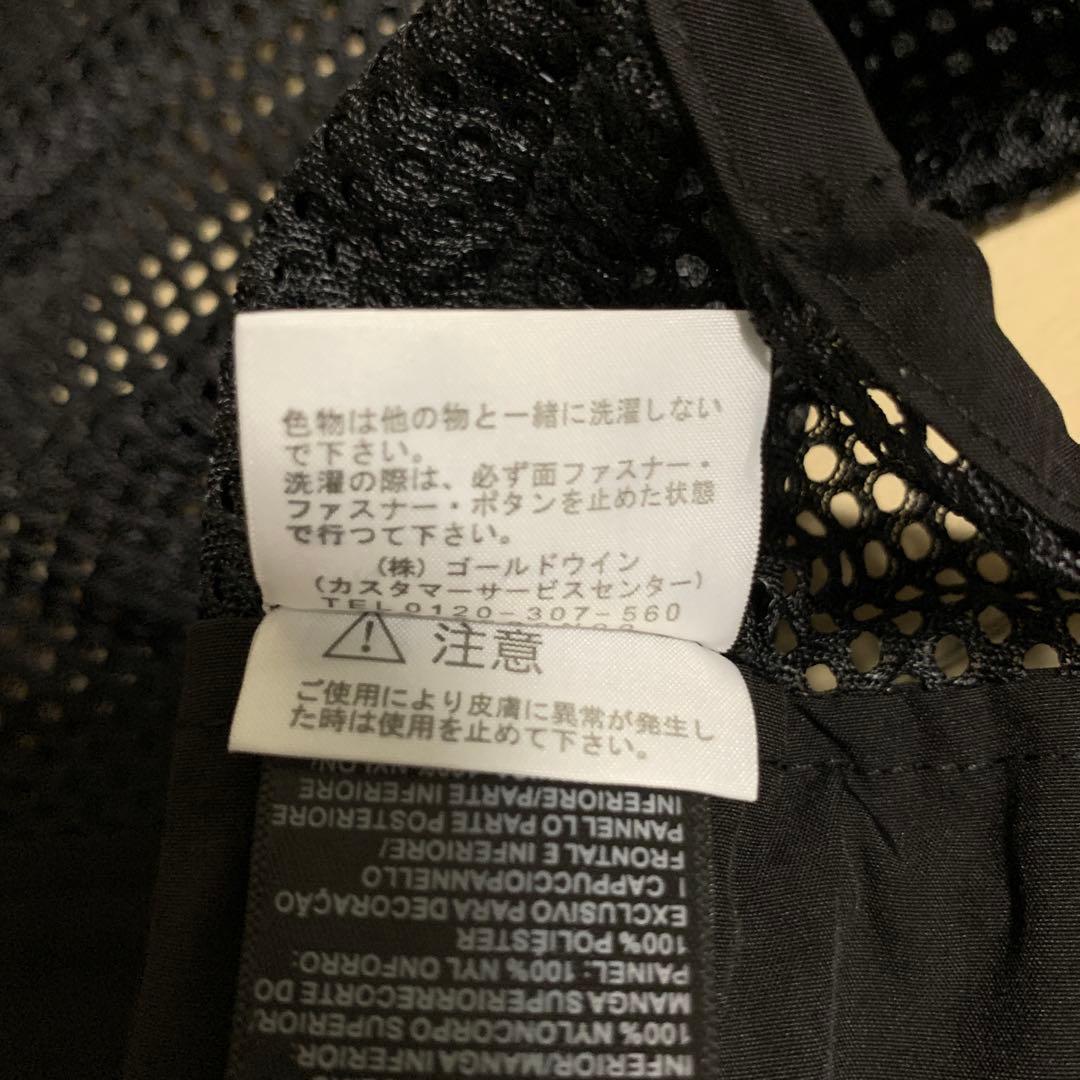 色物は他の物と一緒に洗濯しない
で下さい。
洗濯の際は、必ず面ファスナー・
ファスナー・ボタンを止めた状態
で行つて下さい。
(株) ゴールドウイン
(カスタマーサービスセンター)
TEL0120-307-560
注意
ご使用により皮膚に異常が発生し
た時は使用を止めて下さい。
INFERIOR/MANGA INFERIOR:
100% NYLONCORPO SUPERIOR/
MANGA SUPERIORRECORTE DO
PAINEL: 100% NYL ONFORRO:
100% POLIÉSTER
EXCLUSIVO PARA DECORAÇÃO
1 CAPPUCCIOPANNELLO
FRONTALE INFERIORE/
PANNELLO PARTE POSTERIORE
INFERIORE/PARTE INFERIORE
100% NYLON/